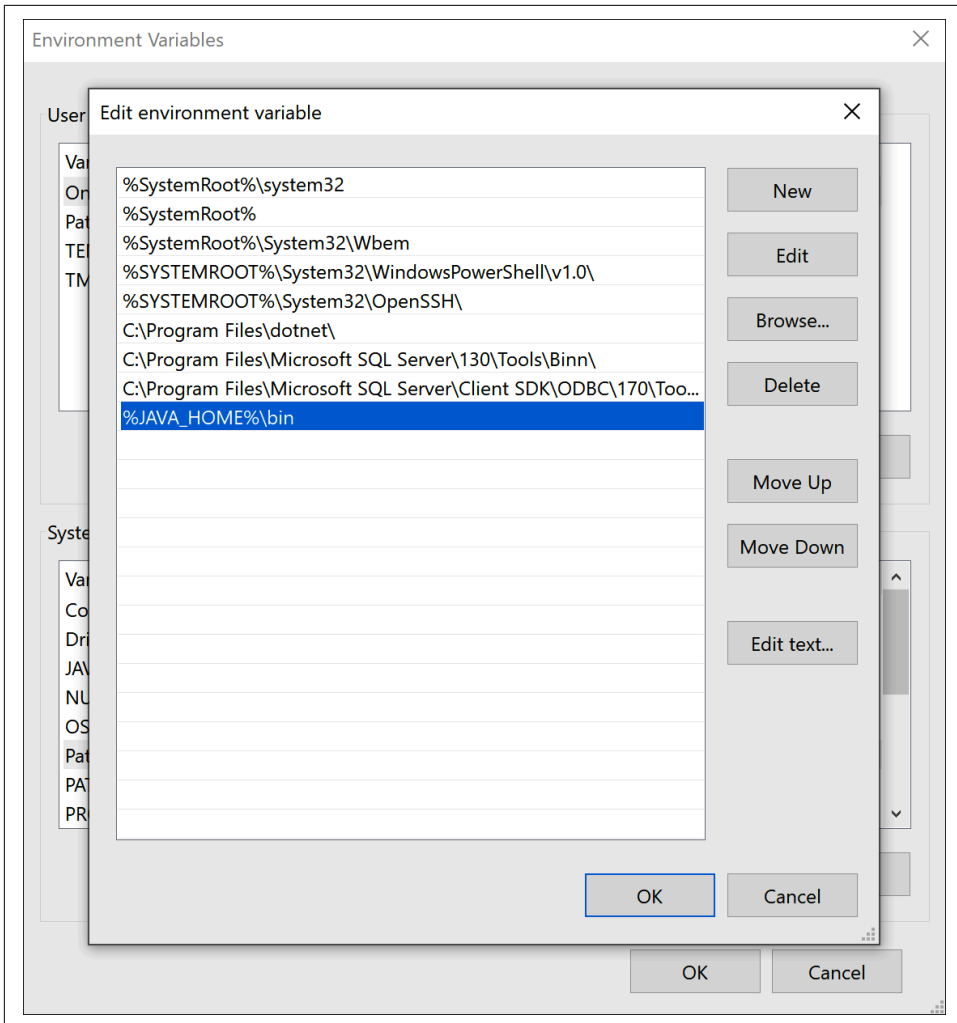 Environment Variables
User
Edit environment variable
Var
On
Pat
TE
TM
%SystemRoot%\system32
%SystemRoot%
%SystemRoot%\System32\Wbem
%SYSTEMROOT%\System32\WindowsPowerShell\v1.0\
%SYSTEMROOT%\System32\OpenSSH\
C:\Program Files\dotnet\
C:\Program Files\Microsoft SQL Server\130\Tools\Binn\
C:\Program Files\Microsoft SQL Server\Client SDK\ODBC\170\Too...
%JAVA_HOME%\bin
New
Edit
Browse...
Delete
Move Up
Move Down
Edit text...
Syste
Var
Co
Dri
JAV
NU
OS
Pat
PAT
PR
OK
Cancel
OK
Cancel